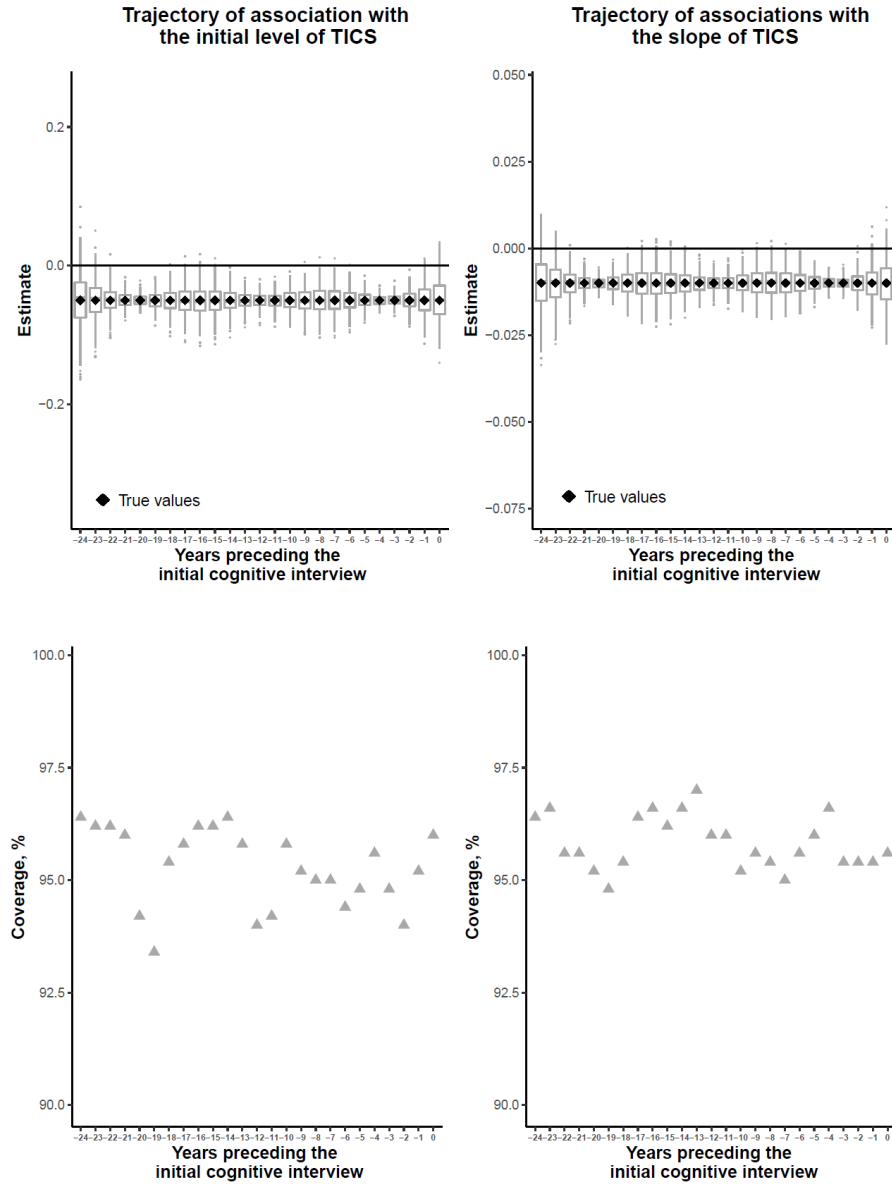 Trajectory of association with
the initial level of TICS
Trajectory of associations with
the slope of TICS
Estimate
0.2
0.0
−0.2
True values
−24 −23 −22 −21 −20 −19 −18 −17 −16 −15 −14 −13 −12 −11 −10 −9 −8 −7 −6 −5 −4 −3 −2 −1 0
Years preceding the
initial cognitive interview
Estimate
0.050
0.025
0.000
−0.025
−0.050
−0.075
True values
−24 −23 −22 −21 −20 −19 −18 −17 −16 −15 −14 −13 −12 −11 −10 −9 −8 −7 −6 −5 −4 −3 −2 −1 0
Years preceding the
initial cognitive interview
Coverage, %
100.0
97.5
95.0
92.5
90.0
−24 −23 −22 −21 −20 −19 −18 −17 −16 −15 −14 −13 −12 −11 −10 −9 −8 −7 −6 −5 −4 −3 −2 −1 0
Years preceding the
initial cognitive interview
Coverage, %
100.0
97.5
95.0
92.5
90.0
−24 −23 −22 −21 −20 −19 −18 −17 −16 −15 −14 −13 −12 −11 −10 −9 −8 −7 −6 −5 −4 −3 −2 −1 0
Years preceding the
initial cognitive interview